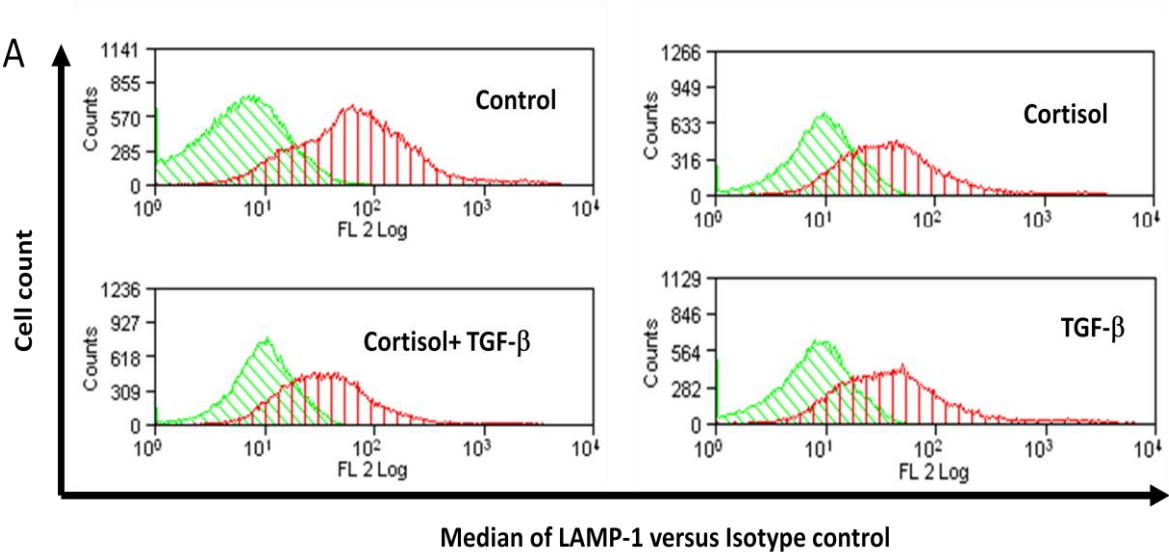 A
1141
855
570
285
0
Counts
Control
10⁰ 10¹ 10² 10³ 10⁴
FL 2 Log
1266
949
633
316
0
Counts
Cortisol
10⁰ 10¹ 10² 10³ 10⁴
FL 2 Log
1236
927
618
309
0
Counts
Cortisol+ TGF-β
10⁰ 10¹ 10² 10³ 10⁴
FL 2 Log
1129
846
564
282
0
Counts
TGF-β
10⁰ 10¹ 10² 10³ 10⁴
FL 2 Log
Cell count
Median of LAMP-1 versus Isotype control